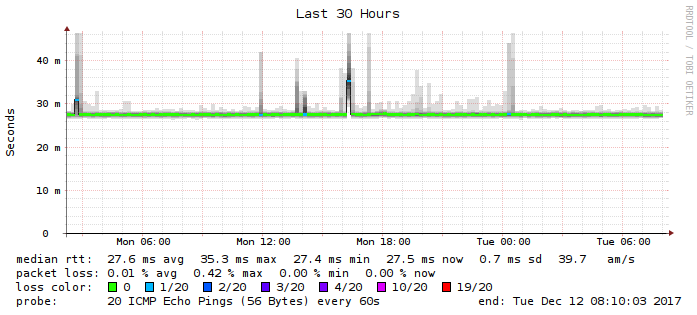 Last 30 Hours
RRDTOOL / TOBI OETIKER
Seconds
40 m
30 m
20 m
10 m
0
Mon 06:00 Mon 12:00 Mon 18:00 Tue 00:00 Tue 06:00
median rtt: 27.6 ms avg 35.3 ms max 27.4 ms min 27.5 ms now 0.7 ms sd 39.7 am/s
packet loss: 0.01 % avg 0.42 % max 0.00 % min 0.00 % now
loss color: 0 1/20 2/20 3/20 4/20 10/20 19/20
probe: 20 ICMP Echo Pings (56 Bytes) every 60s end: Tue Dec 12 08:10:03 2017